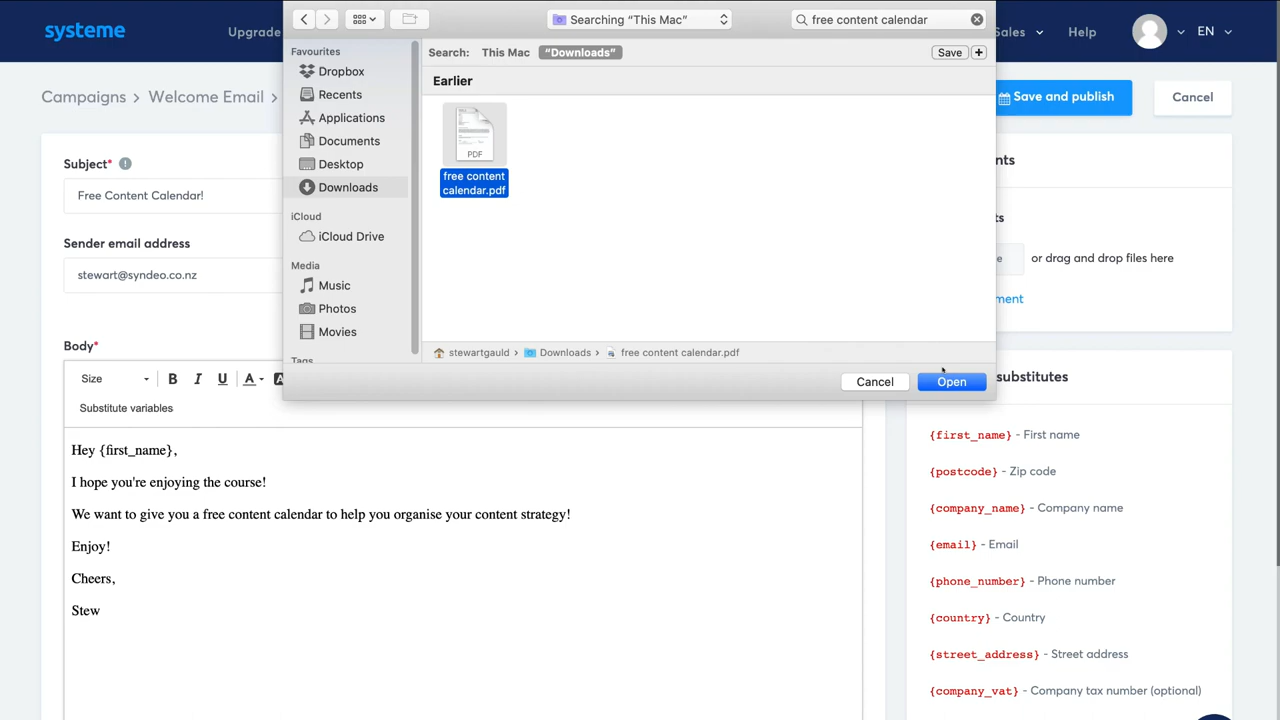 systeme
Upgrade
Sales
Help
EN
Searching “This Mac”
free content calendar
Favourites
Dropbox
Recents
Applications
Documents
Desktop
Downloads
iCloud
iCloud Drive
Media
Music
Photos
Movies
Tags
Search:
This Mac
“Downloads”
Save
+
Earlier
PDF
free content
calendar.pdf
stewartgauld › Downloads › free content calendar.pdf
Cancel
Open
Campaigns > Welcome Email >
Save and publish
Cancel
Subject*
Free Content Calendar!
Sender email address
stewart@syndeo.co.nz
Body*
Size
B
I
U
A
A
Substitute variables
Hey {first_name},
I hope you're enjoying the course!
We want to give you a free content calendar to help you organise your content strategy!
Enjoy!
Cheers,
Stew
nts
ts
e
or drag and drop files here
ment
substitutes
{first_name} - First name
{postcode} - Zip code
{company_name} - Company name
{email} - Email
{phone_number} - Phone number
{country} - Country
{street_address} - Street address
{company_vat} - Company tax number (optional)